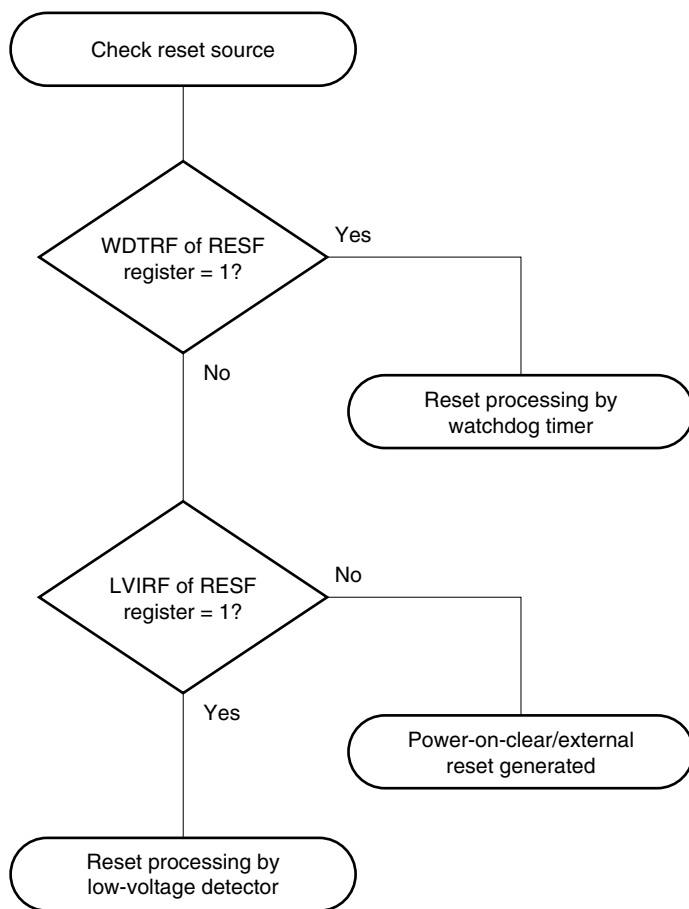 Check reset source
WDTRF of RESF
register = 1?
Yes
No
Reset processing by
watchdog timer
LVIRF of RESF
register = 1?
No
Yes
Power-on-clear/external
reset generated
Reset processing by
low-voltage detector